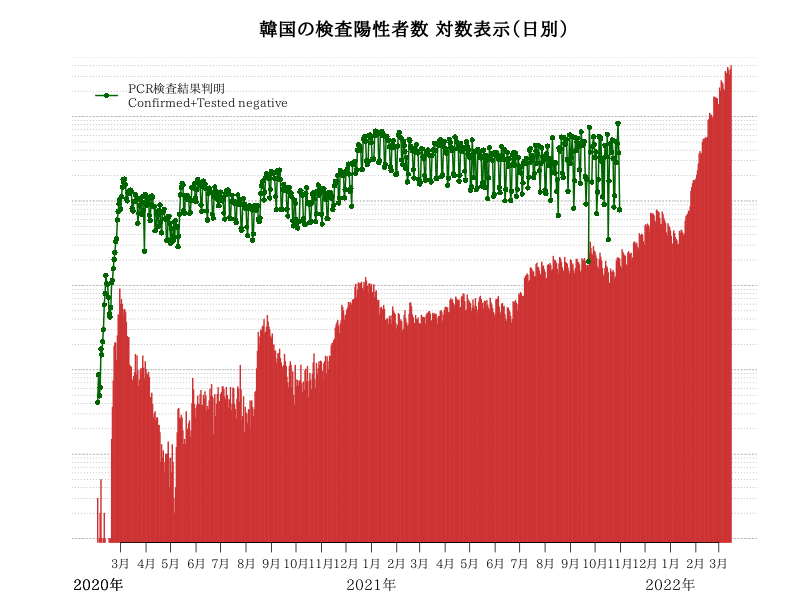 韓国の検査陽性者数 対数表示(日別)
PCR検査結果判明
Confirmed+Tested negative
3月 4月 5月 6月 7月 8月 9月 10月 11月 12月 1月 2月 3月 4月 5月 6月 7月 8月 9月 10月 11月 12月 1月 2月 3月
2020年 2021年 2022年